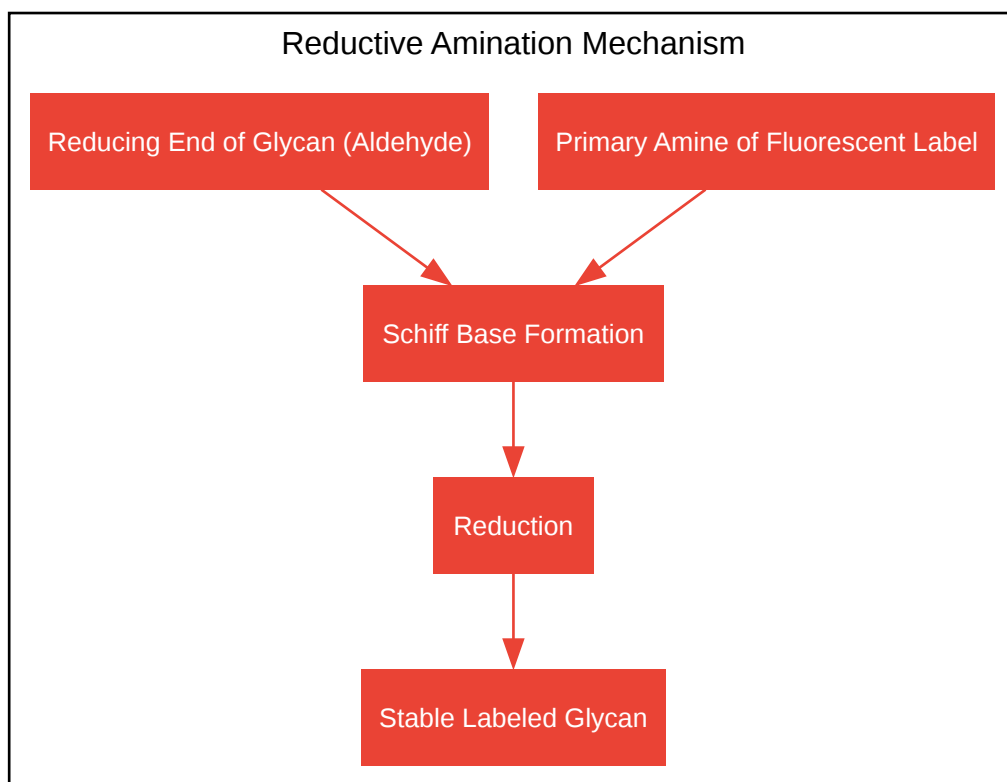 Reductive Amination Mechanism
Reducing End of Glycan (Aldehyde)
Primary Amine of Fluorescent Label
Schiff Base Formation
Reduction
Stable Labeled Glycan